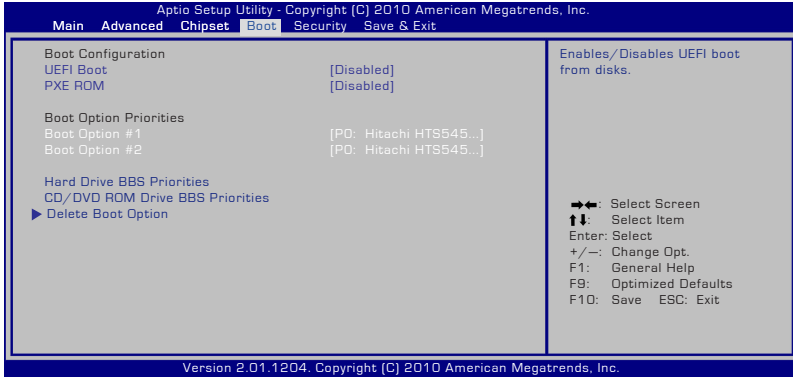 Aptio Setup Utility - Copyright (C) 2010 American Megatrends, Inc.
Main Advanced Chipset Boot Security Save & Exit
Boot Configuration
UEFI Boot [Disabled]
PXE ROM [Disabled]
Boot Option Priorities
Boot Option #1 [P0: Hitachi HTS545...]
Boot Option #2 [P0: Hitachi HTS545...]
Hard Drive BBS Priorities
CD/DVD ROM Drive BBS Priorities
▶ Delete Boot Option
Enables/Disables UEFI boot
from disks.
➡⬅: Select Screen
⬆⬇: Select Item
Enter: Select
+/—: Change Opt.
F1: General Help
F9: Optimized Defaults
F10: Save ESC: Exit
Version 2.01.1204. Copyright (C) 2010 American Megatrends, Inc.